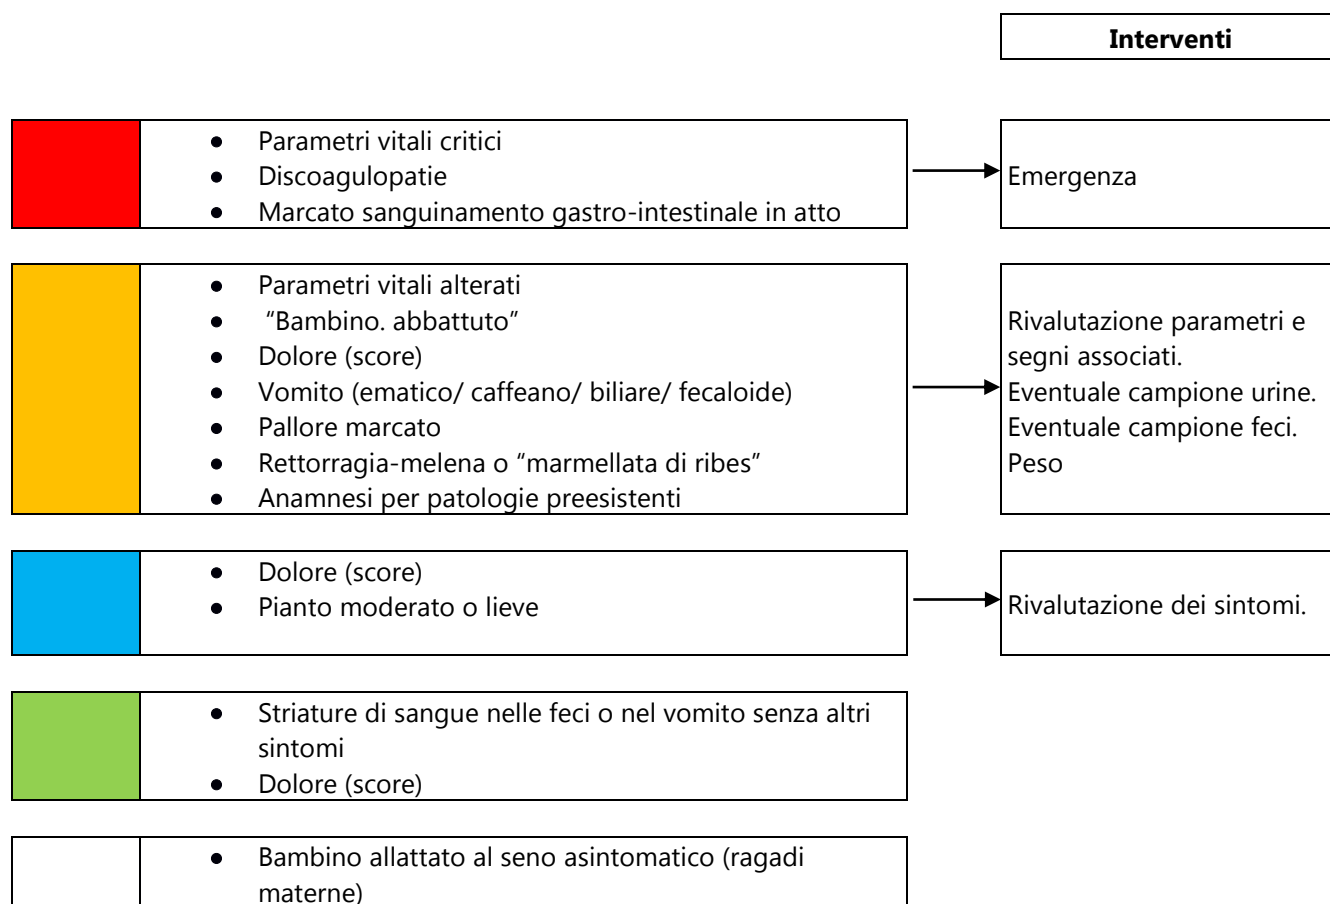 Interventi
• Parametri vitali critici
• Discoagulopatie
• Marcato sanguinamento gastro-intestinale in atto
Emergenza
• Parametri vitali alterati
• “Bambino. abbattuto”
• Dolore (score)
• Vomito (ematico/ caffeano/ biliare/ fecaloide)
• Pallore marcato
• Rettorragia-melena o “marmellata di ribes”
• Anamnesi per patologie preesistenti
Rivalutazione parametri e
segni associati.
Eventuale campione urine.
Eventuale campione feci.
Peso
• Dolore (score)
• Pianto moderato o lieve
Rivalutazione dei sintomi.
• Striature di sangue nelle feci o nel vomito senza altri
sintomi
• Dolore (score)
• Bambino allattato al seno asintomatico (ragadi
materne)